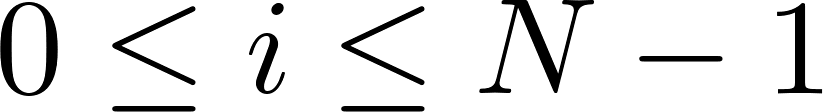 0 ≤ i ≤ N − 1